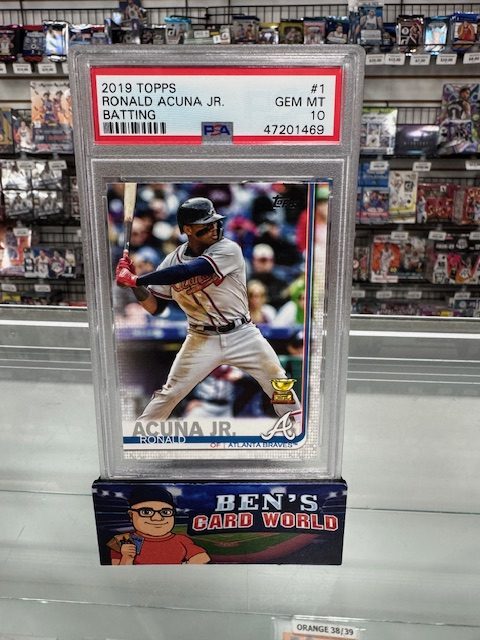 2019 TOPPS #1
RONALD ACUNA JR. GEM MT
BATTING 10
PSA 47201469
Topps
ACUÑA JR.
RONALD
OF | ATLANTA BRAVES
A
BEN'S
CARD WORLD
ORANGE 38/39